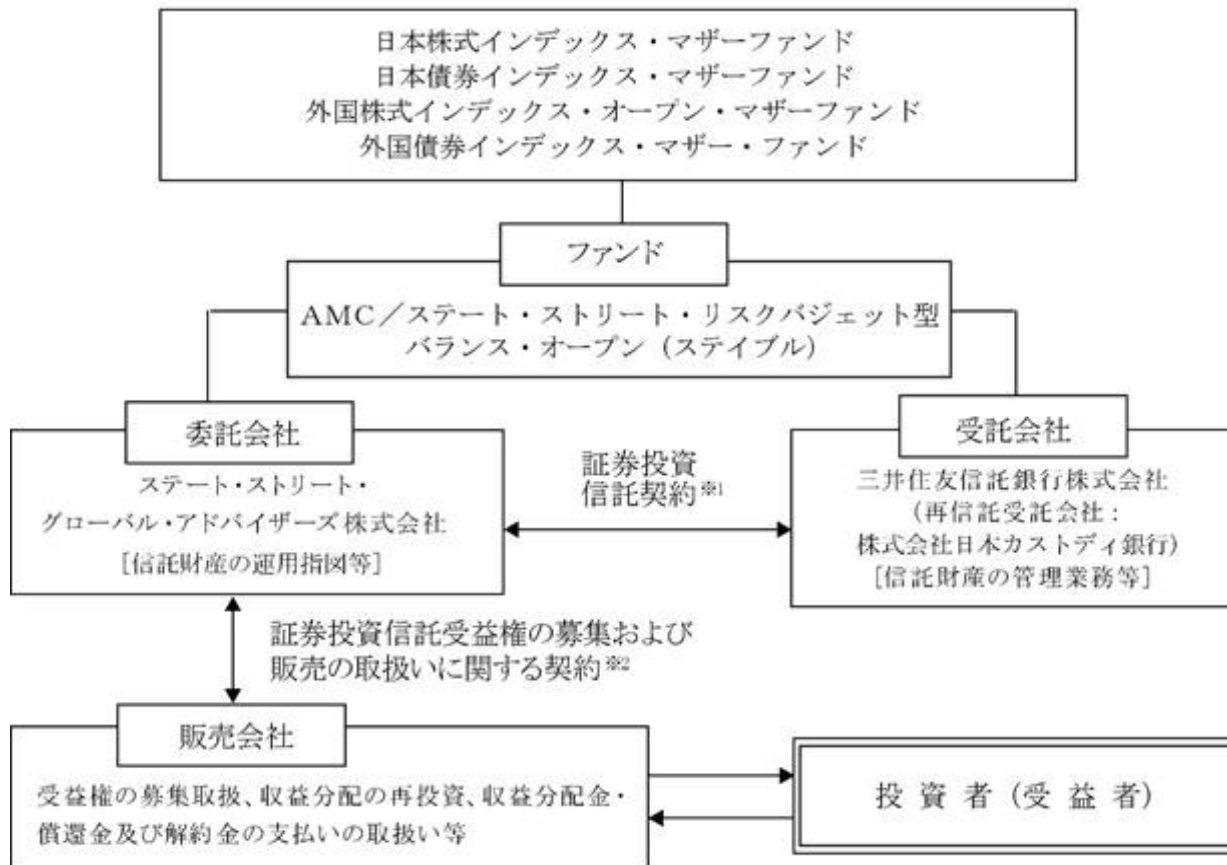 日本株式インデックス・マザーファンド
日本債券インデックス・マザーファンド
外国株式インデックス・オープン・マザーファンド
外国債券インデックス・マザー・ファンド
ファンド
AMC／ステート・ストリート・リスクバジェット型
バランス・オープン（ステイブル）
委託会社
ステート・ストリート・
グローバル・アドバイザーズ株式会社
［信託財産の運用指図等］
証券投資
信託契約※1
受託会社
三井住友信託銀行株式会社
（再信託受託会社：
株式会社日本カストディ銀行）
［信託財産の管理業務等］
証券投資信託受益権の募集および
販売の取扱いに関する契約※2
販売会社
受益権の募集取扱、収益分配の再投資、収益分配金・
償還金及び解約金の支払いの取扱い等
投資者（受益者）